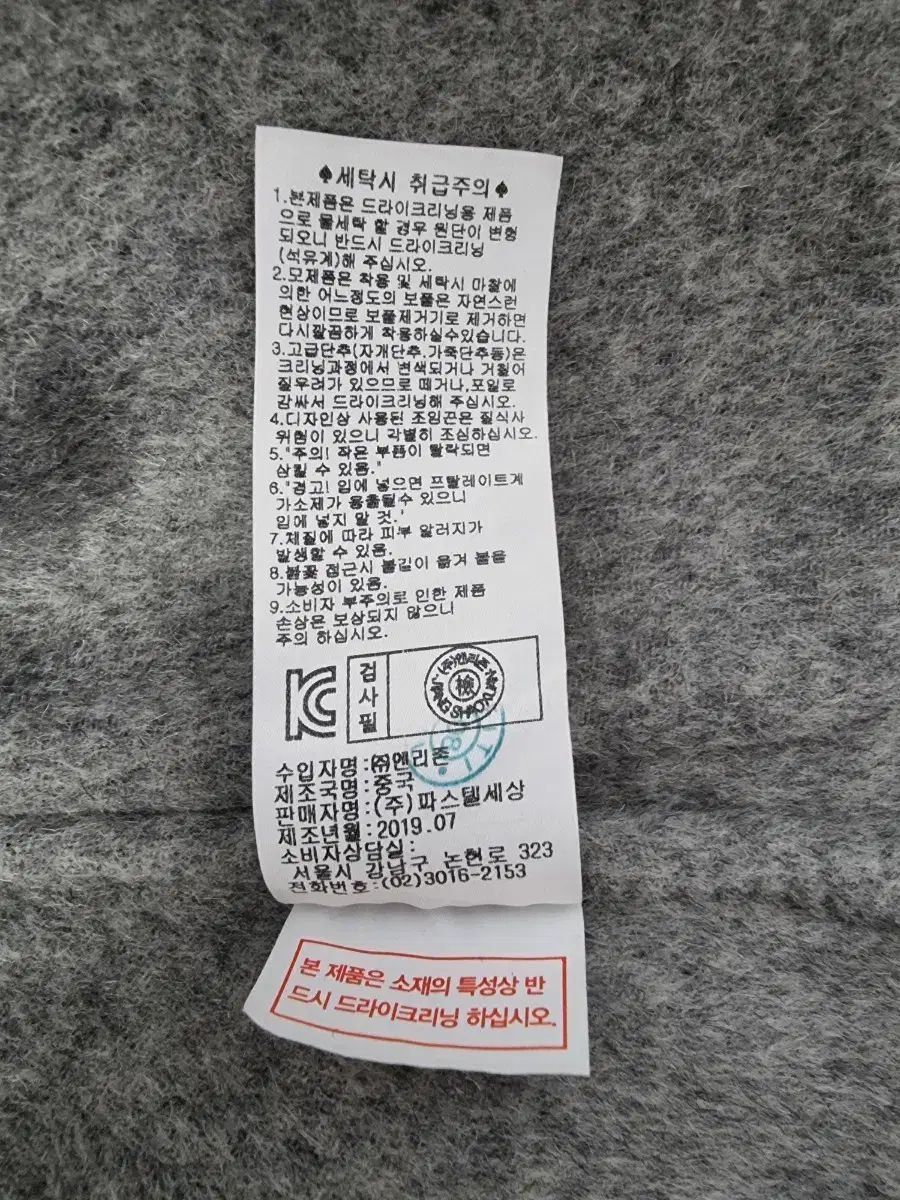 ♠세탁시 취급주의♠
1.본제품은 드라이크리닝용 제품
으로 물세탁 할 경우 원단이 변형
되오니 반드시 드라이크리닝
(석유계)해 주십시오.
2.모제품은 착용 및 세탁시 마찰에
의한 어느정도의 보풀은 자연스런
현상이므로 보풀제거기로 제거하면
다시깔끔하게 착용하실수있습니다.
3.고급단추(자개단추.가죽단추등)은
크리닝과정에서 변색되거나 거칠어
질우려가 있으므로 떼거나,포일로
감싸서 드라이크리닝해 주십시오.
4.디자인상 사용된 조임끈은 질식사
위험이 있으니 각별히 조심하십시오.
5."주의! 작은 부품이 탈락되면
삼킬 수 있음."
6."경고! 입에 넣으면 프탈레이트계
가소제가 용출될수 있으니
입에 넣지 말 것."
7.체질에 따라 피부 알러지가
발생할 수 있음.
8.불꽃 접근시 불길이 옮겨 붙을
가능성이 있음.
9.소비자 부주의로 인한 제품
손상은 보상되지 않으니
주의 하십시오.
KC
검사필
(주)엔리존
檢
JIANG SHAOXUAN
수입자명:㈜엔리존
제조국명:중국
판매자명:(주)파스텔세상
제조년월:2019.07
소비자상담실:
서울시 강남구 논현로 323
전화번호:(02)3016-2153
본 제품은 소재의 특성상 반
드시 드라이크리닝 하십시오.